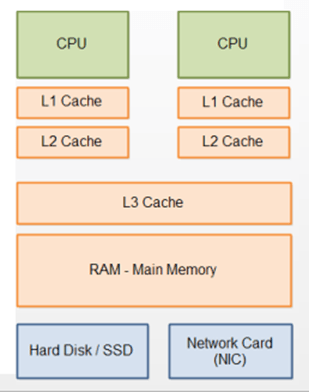 CPU
CPU
L1 Cache
L1 Cache
L2 Cache
L2 Cache
L3 Cache
RAM - Main Memory
Hard Disk / SSD
Network Card
(NIC)